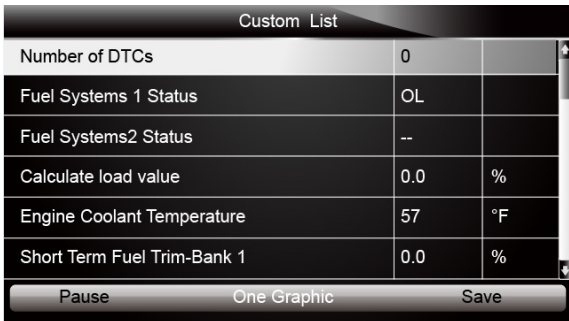 Custom List
Number of DTCs 0
Fuel Systems 1 Status OL
Fuel Systems2 Status --
Calculate load value 0.0 %
Engine Coolant Temperature 57 °F
Short Term Fuel Trim-Bank 1 0.0 %
Pause One Graphic Save